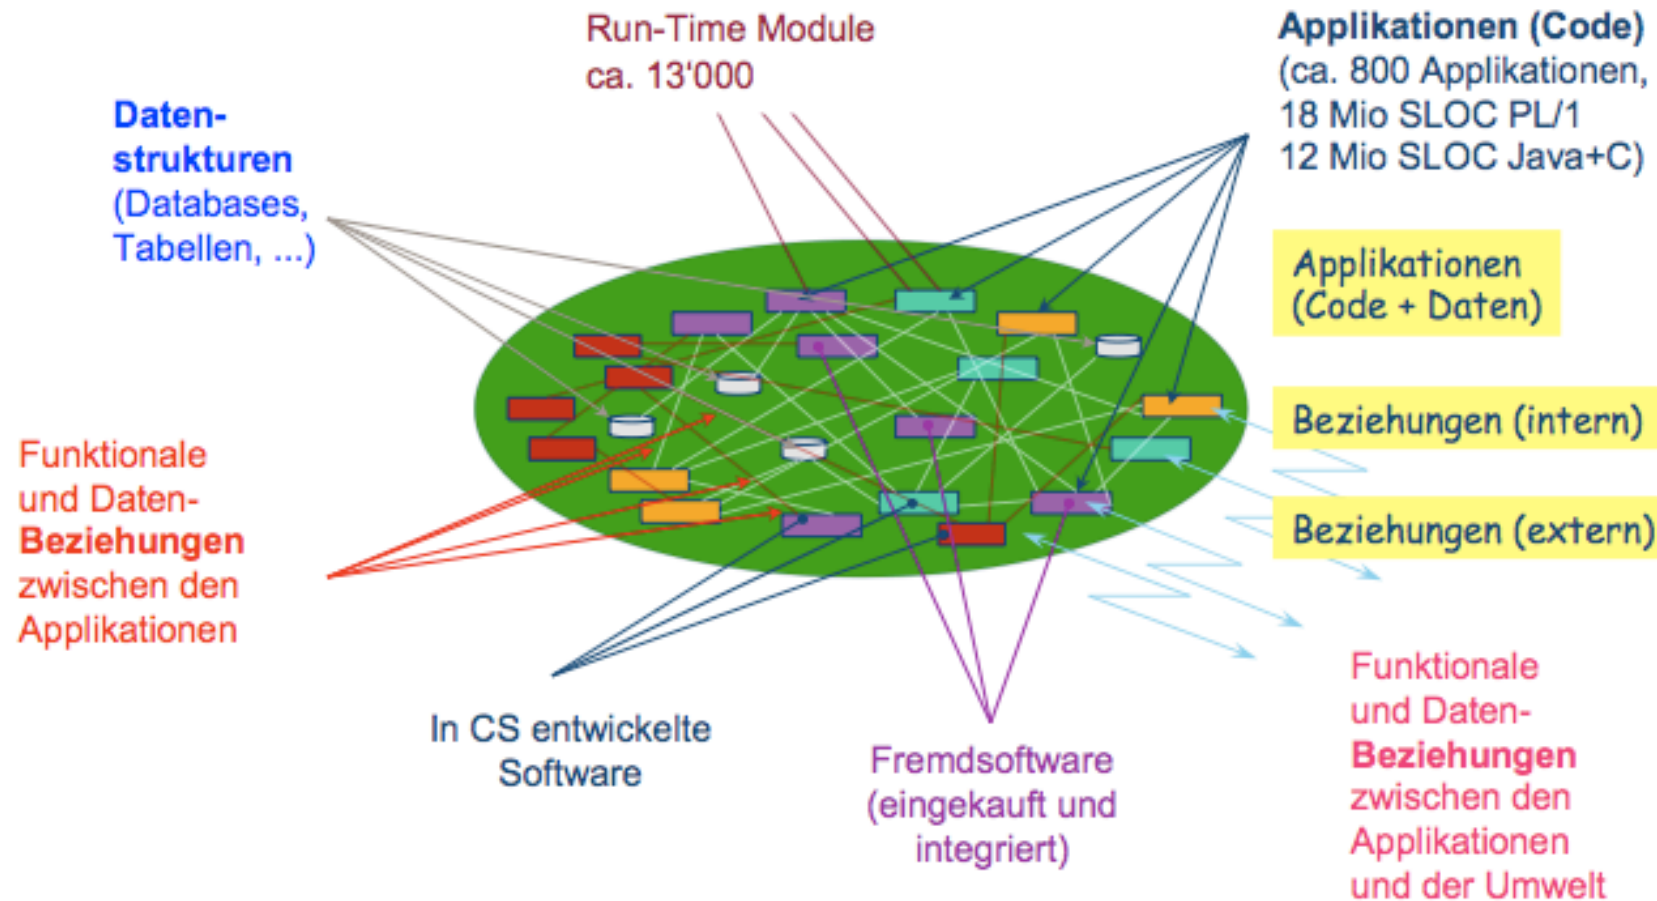 Run-Time Module
ca. 13'000
Applikationen (Code)
(ca. 800 Applikationen,
18 Mio SLOC PL/1
12 Mio SLOC Java+C)
Daten-
strukturen
(Databases,
Tabellen, ...)
Applikationen
(Code + Daten)
Beziehungen (intern)
Beziehungen (extern)
Funktionale
und Daten-
Beziehungen
zwischen den
Applikationen
In CS entwickelte
Software
Fremdsoftware
(eingekauft und
integriert)
Funktionale
und Daten-
Beziehungen
zwischen den
Applikationen
und der Umwelt